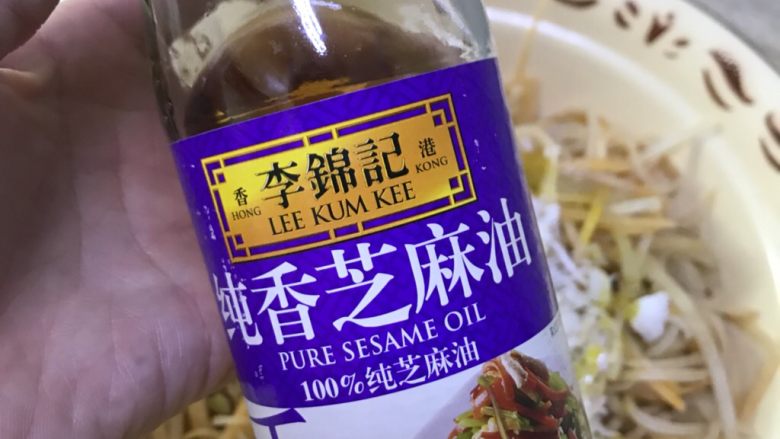 香港 李錦記
HONG KONG
LEE KUM KEE
纯香芝麻油
PURE SESAME OIL
100%纯芝麻油